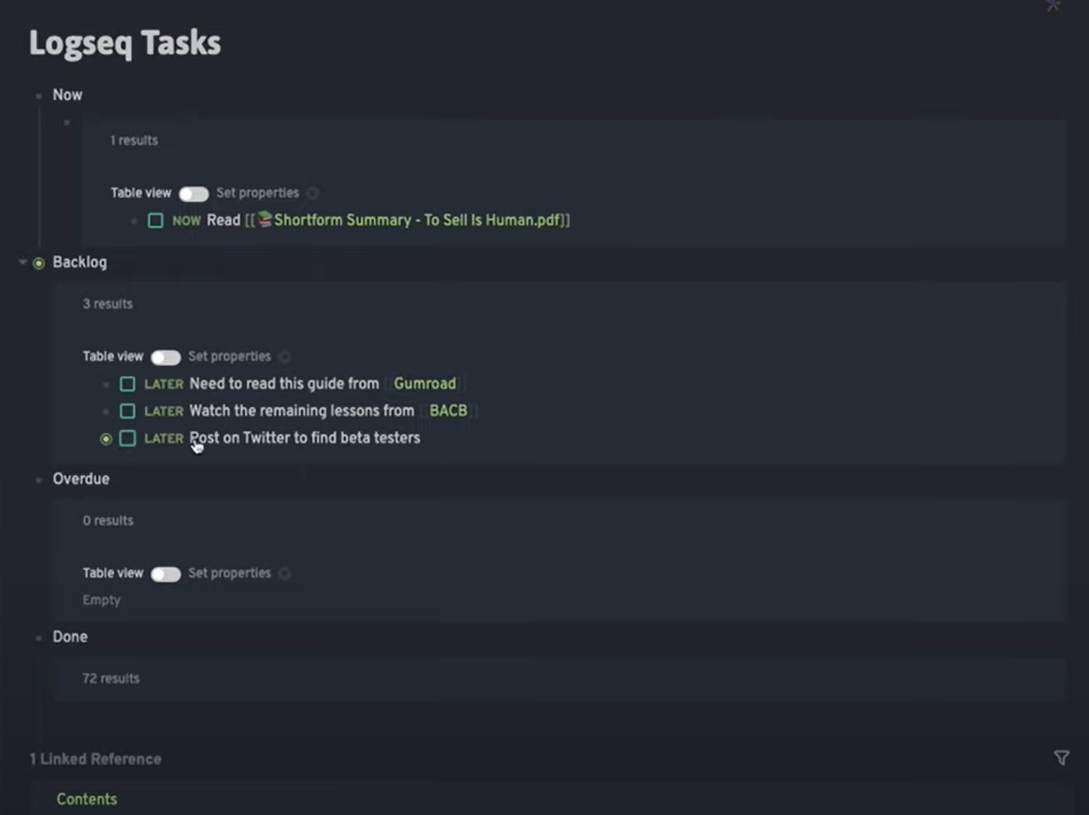 Logseq Tasks
Now
1 results
Table view Set properties
NOW Read [[📚Shortform Summary - To Sell Is Human.pdf]]
Backlog
3 results
Table view Set properties
LATER Need to read this guide from [[Gumroad]]
LATER Watch the remaining lessons from [[BACB]]
LATER Post on Twitter to find beta testers
Overdue
0 results
Table view Set properties
Empty
Done
72 results
1 Linked Reference
Contents